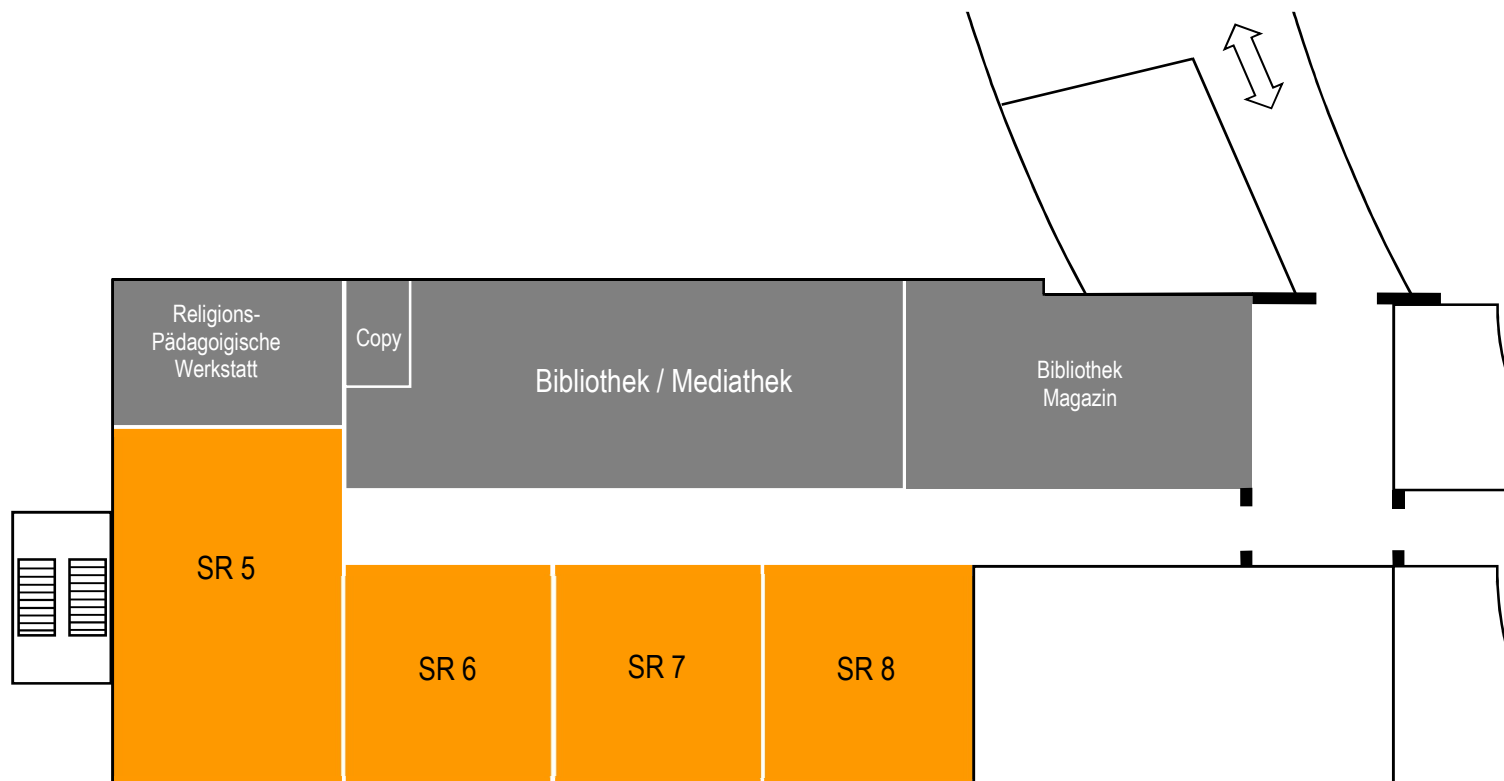 Religions-
Pädagoigische
Werkstatt
Copy
Bibliothek / Mediathek
Bibliothek
Magazin
SR 5
SR 6
SR 7
SR 8